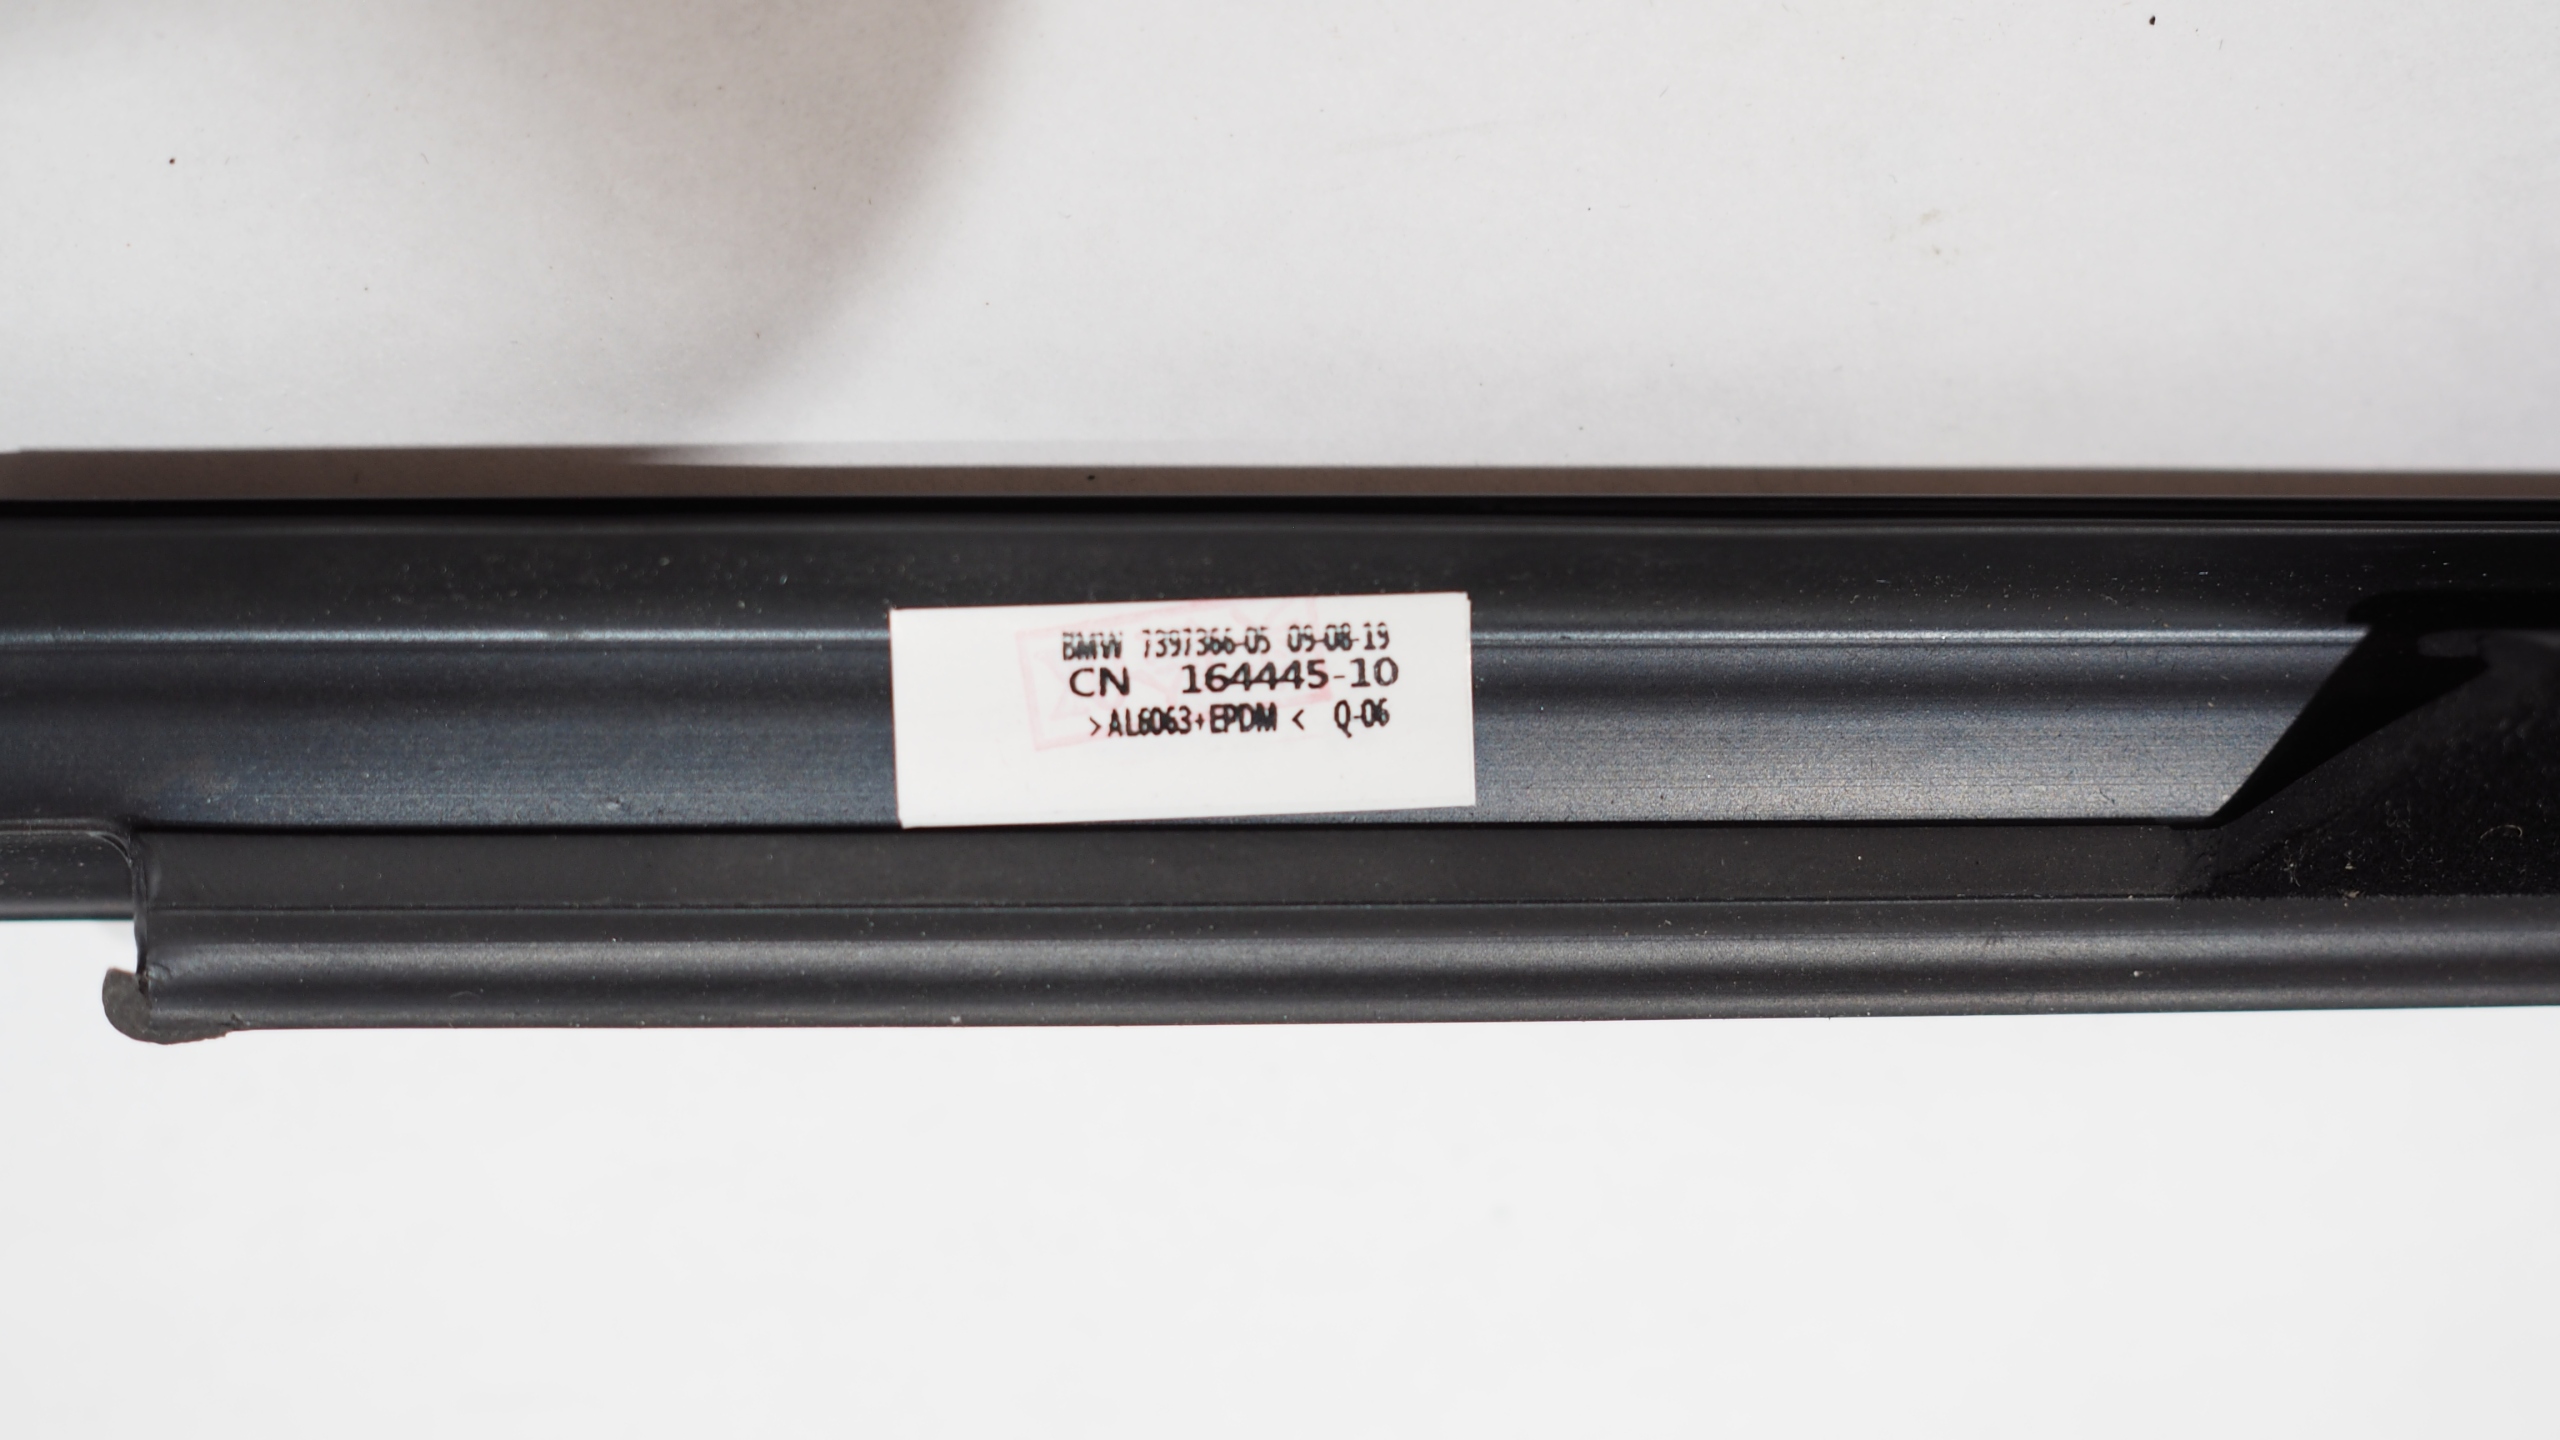 BMW 7397366-05 09-08-19
CN 164445-10
>AL6063+EPDM < Q-06